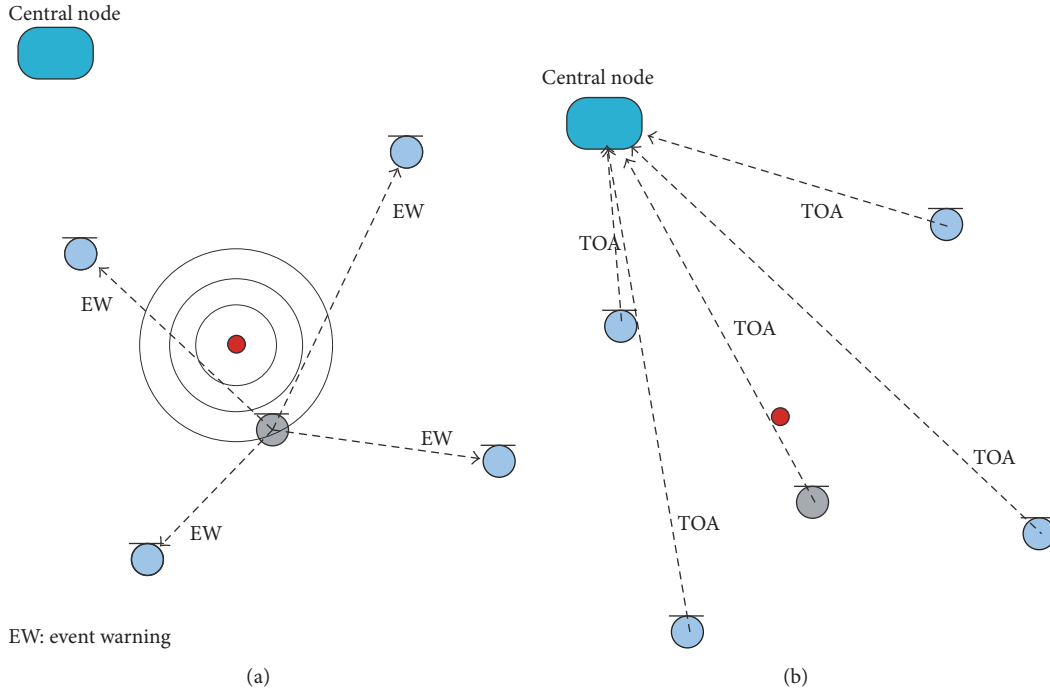 Central node
EW
EW
EW
EW
EW: event warning
(a)
Central node
TOA
TOA
TOA
TOA
TOA
(b)